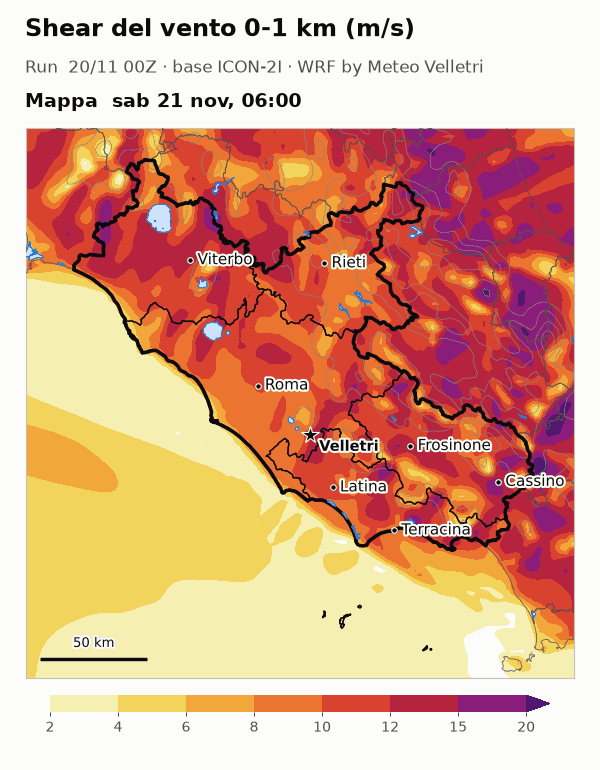 Shear del vento 0-1 km (m/s)
Run  20/11 00Z · base ICON-2I · WRF by Meteo Velletri
Mappa  sab 21 nov, 06:00
Viterbo
Rieti
Roma
Velletri
Frosinone
Latina
Cassino
Terracina
50 km
2 4 6 8 10 12 15 20